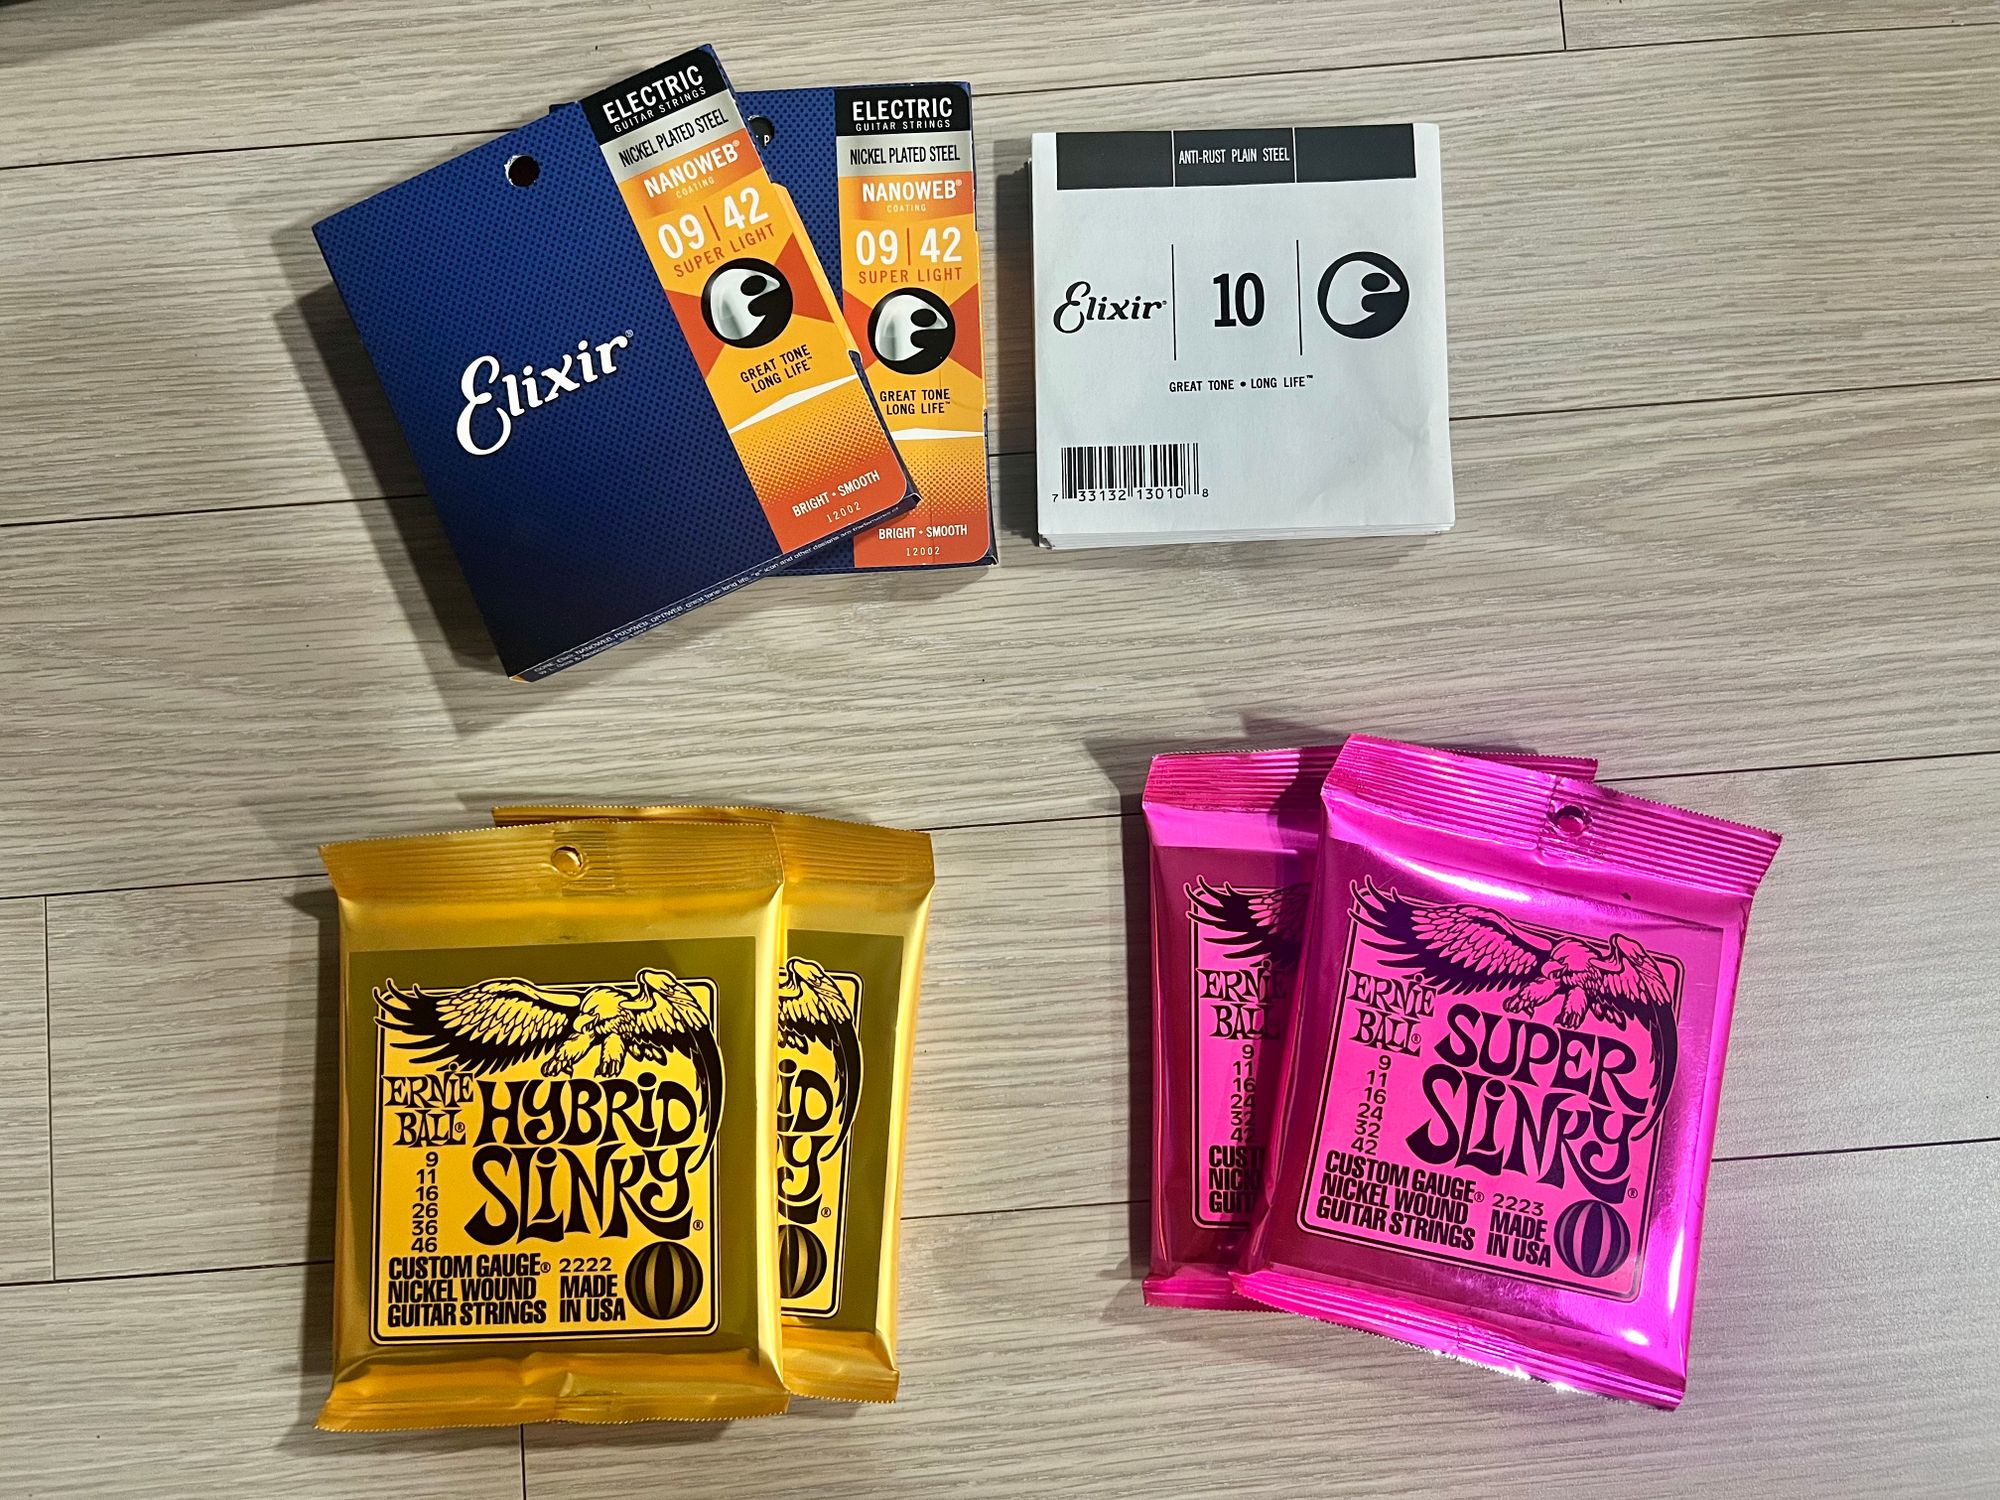 ELECTRIC
GUITAR STRINGS
NICKEL PLATED STEEL
NANOWEB®
COATING
09 | 42
SUPER LIGHT
GREAT TONE
LONG LIFE™
BRIGHT • SMOOTH
12002
Elixir®
ELECTRIC
GUITAR STRINGS
NICKEL PLATED STEEL
NANOWEB®
COATING
09 | 42
SUPER LIGHT
GREAT TONE
LONG LIFE™
BRIGHT • SMOOTH
12002
ANTI-RUST PLAIN STEEL
Elixir®
10
GREAT TONE • LONG LIFE™
7 33132 13010 8
ERNIE
BALL®
HYBRID
SLINKY®
9
11
16
26
36
46
CUSTOM GAUGE®
NICKEL WOUND
GUITAR STRINGS
2222
MADE
IN USA
ERNIE
BALL
9
11
16
24
32
42
ERNIE
BALL®
SUPER
SLINKY®
9
11
16
24
32
42
CUSTOM GAUGE®
NICKEL WOUND
GUITAR STRINGS
2223
MADE
IN USA